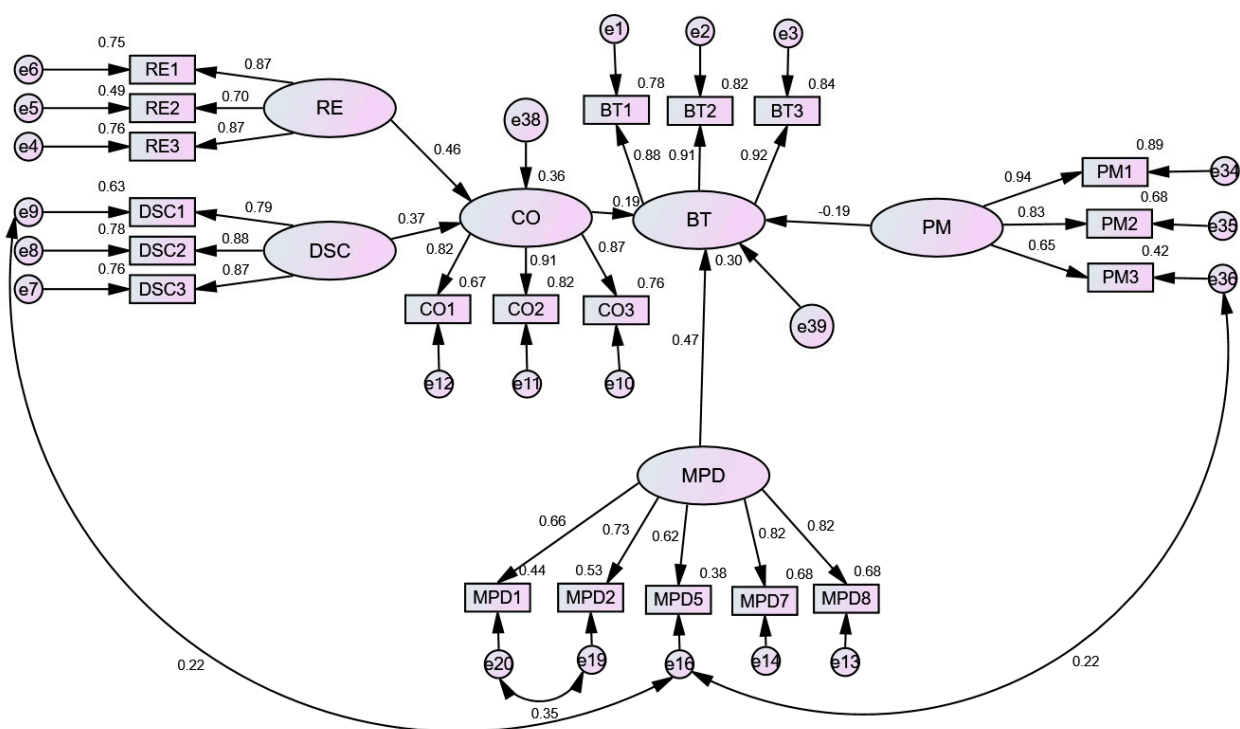 e1
e2
e3
0.75
e6
RE1
0.87
0.78
0.82
0.84
0.49
e5
RE2
0.70
RE
BT1
BT2
BT3
e38
0.76
e4
RE3
0.87
0.46
0.88
0.91
0.92
0.89
0.94
PM1
e34
0.63
0.36
e9
DSC1
0.79
0.19
0.68
0.37
CO
BT
-0.19
PM
0.83
PM2
e35
0.78
e8
DSC2
0.88
DSC
0.82
0.91
0.87
0.30
0.65
0.42
0.76
e7
DSC3
0.87
PM3
e36
0.67
0.82
0.76
CO1
CO2
CO3
e39
0.47
e12
e11
e10
MPD
0.66
0.73
0.62
0.82
0.82
0.44
0.53
0.38
0.68
0.68
MPD1
MPD2
MPD5
MPD7
MPD8
e20
e19
e16
e14
e13
0.22
0.22
0.35